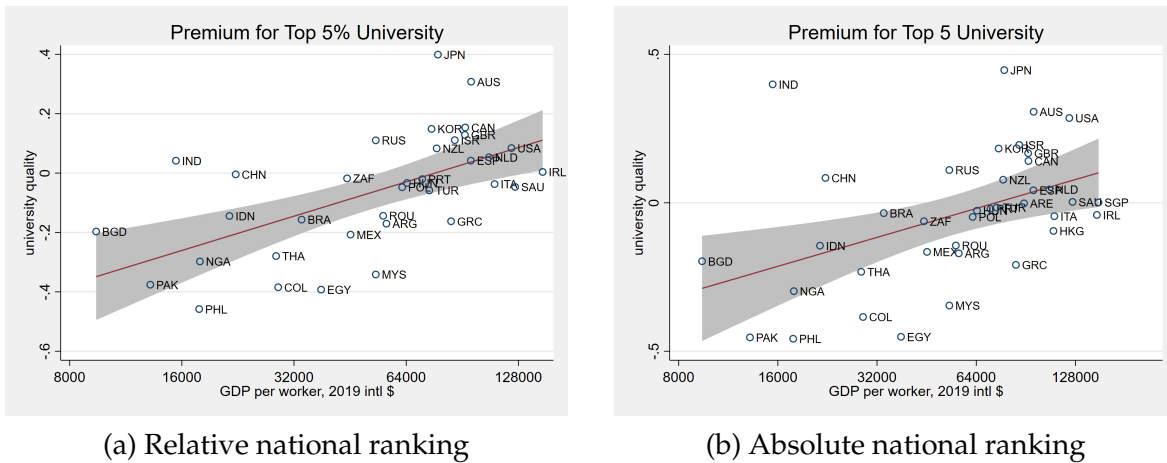 Premium for Top 5% University
university quality
.4
.2
0
-.2
-.4
-.6
JPN
AUS
KOR
CAN
GBR
RUS
ISR
NZL
USA
NLD
ESP
IND
CHN
ZAF
PRT
HUN
POL
TUR
ITA
SAU
IRL
IDN
BRA
ROU
ARG
GRC
BGD
MEX
THA
NGA
MYS
PAK
COL
EGY
PHL
8000
16000
32000
64000
128000
GDP per worker, 2019 intl $
(a) Relative national ranking
Premium for Top 5 University
university quality
.5
0
-.5
JPN
IND
AUS
USA
ISR
KOR
GBR
CAN
RUS
CHN
NZL
ESP
NLD
ARE
SAU
SGP
TUR
HUN
POL
ITA
IRL
BRA
ZAF
HKG
IDN
ROU
MEX
ARG
BGD
GRC
THA
NGA
MYS
COL
PAK
PHL
EGY
8000
16000
32000
64000
128000
GDP per worker, 2019 intl $
(b) Absolute national ranking